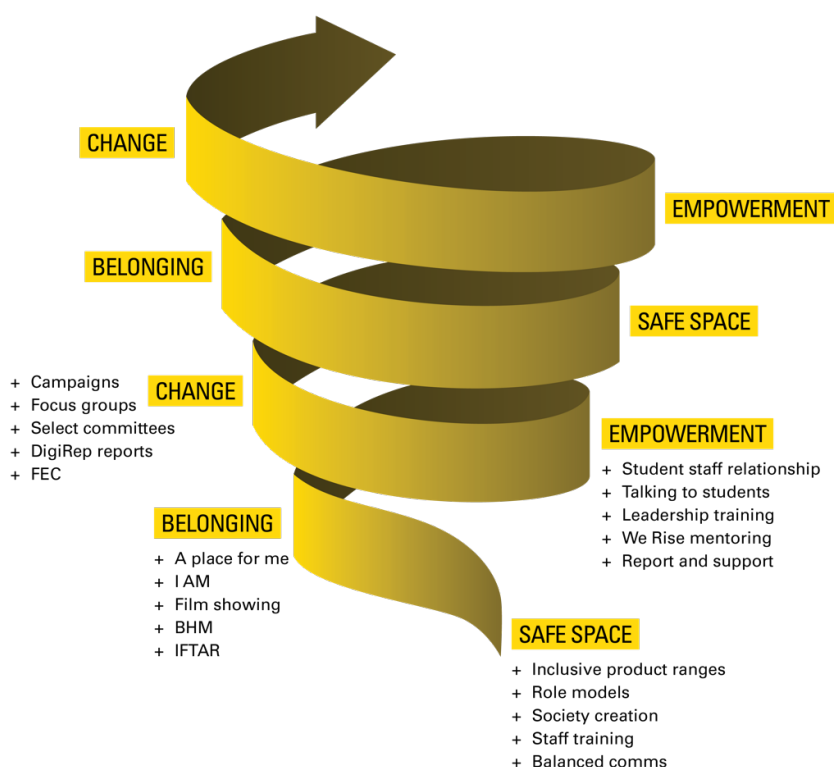 CHANGE
EMPOWERMENT
BELONGING
SAFE SPACE
CHANGE
+ Campaigns
+ Focus groups
+ Select committees
+ DigiRep reports
+ FEC
EMPOWERMENT
+ Student staff relationship
+ Talking to students
+ Leadership training
+ We Rise mentoring
+ Report and support
BELONGING
+ A place for me
+ I AM
+ Film showing
+ BHM
+ IFTAR
SAFE SPACE
+ Inclusive product ranges
+ Role models
+ Society creation
+ Staff training
+ Balanced comms